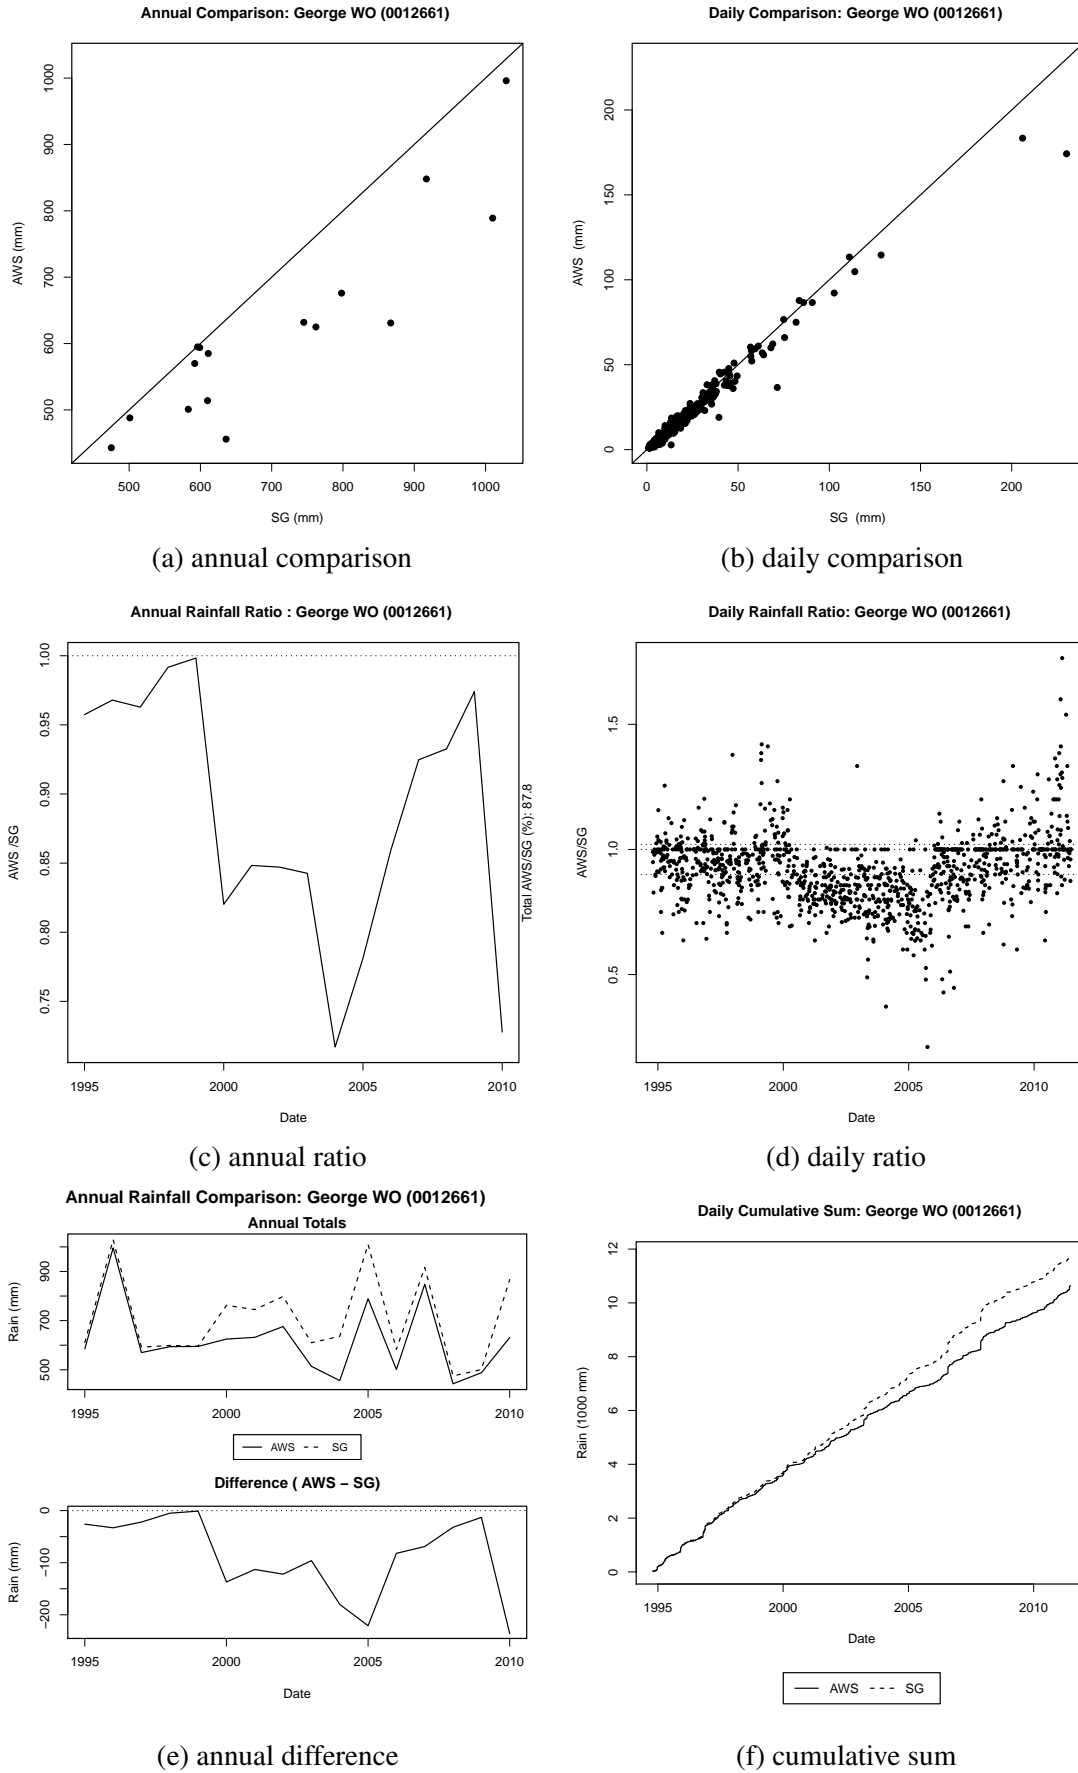 Annual Comparison: George WO (0012661)
1000
900
800
700
600
500
AWS (mm)
500 600 700 800 900 1000
SG (mm)
(a) annual comparison
Daily Comparison: George WO (0012661)
200
150
100
50
0
AWS (mm)
0 50 100 150 200
SG (mm)
(b) daily comparison
Annual Rainfall Ratio : George WO (0012661)
1.00
0.95
0.90
0.85
0.80
0.75
AWS /SG
Total AWS/SG (%): 87.8
1995 2000 2005 2010
Date
(c) annual ratio
Daily Rainfall Ratio: George WO (0012661)
1.5
1.0
0.5
AWS/SG
1995 2000 2005 2010
Date
(d) daily ratio
Annual Rainfall Comparison: George WO (0012661)
Annual Totals
900
700
500
Rain (mm)
1995 2000 2005 2010
AWS SG
Difference ( AWS – SG)
0
-100
-200
Rain (mm)
1995 2000 2005 2010
Date
(e) annual difference
Daily Cumulative Sum: George WO (0012661)
12
10
8
6
4
2
0
Rain (1000 mm)
1995 2000 2005 2010
Date
AWS SG
(f) cumulative sum